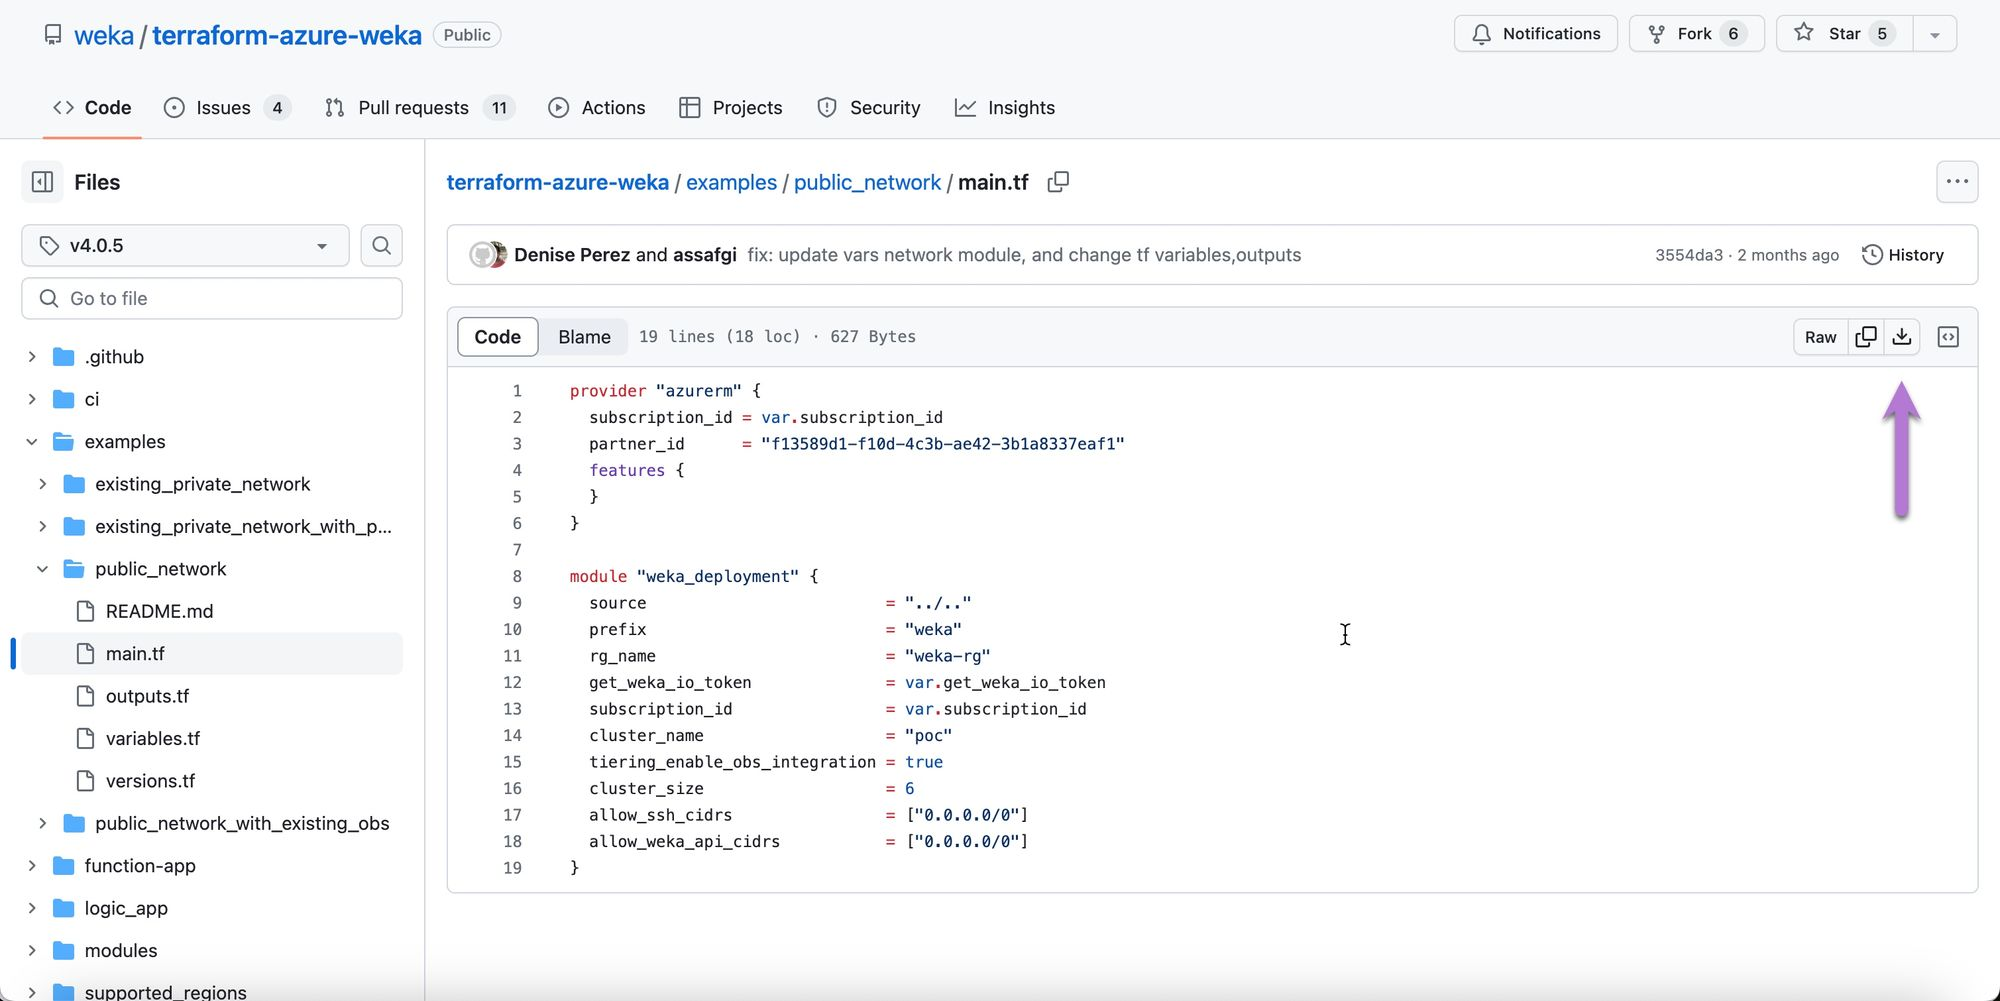 weka / terraform-azure-weka Public
Notifications Fork 6 Star 5
Code Issues 4 Pull requests 11 Actions Projects Security Insights
Files
v4.0.5
Go to file
.github
ci
examples
existing_private_network
existing_private_network_with_p...
public_network
README.md
main.tf
outputs.tf
variables.tf
versions.tf
public_network_with_existing_obs
function-app
logic_app
modules
supported_regions
terraform-azure-weka / examples / public_network / main.tf
Denise Perez and assafgi fix: update vars network module, and change tf variables,outputs
3554da3 · 2 months ago History
Code Blame 19 lines (18 loc) · 627 Bytes
Raw
1 provider "azurerm" {
2 subscription_id = var.subscription_id
3 partner_id = "f13589d1-f10d-4c3b-ae42-3b1a8337eaf1"
4 features {
5 }
6 }
7
8 module "weka_deployment" {
9 source = "../.."
10 prefix = "weka"
11 rg_name = "weka-rg"
12 get_weka_io_token = var.get_weka_io_token
13 subscription_id = var.subscription_id
14 cluster_name = "poc"
15 tiering_enable_obs_integration = true
16 cluster_size = 6
17 allow_ssh_cidrs = ["0.0.0.0/0"]
18 allow_weka_api_cidrs = ["0.0.0.0/0"]
19 }